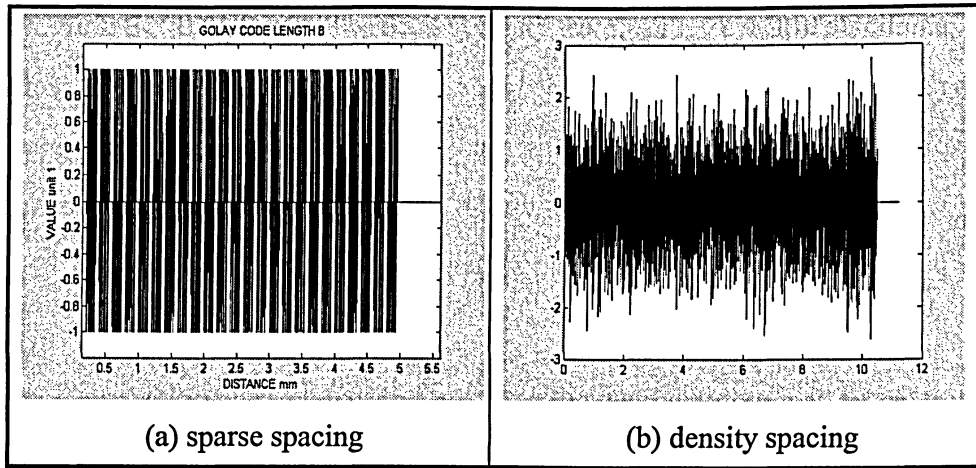 GOLAY CODE LENGTH 8
1
0.8
0.6
0.4
0.2
0
-0.2
-0.4
-0.6
-0.8
-1
VALUE unit 1
0.5 1 1.5 2 2.5 3 3.5 4 4.5 5 5.5
DISTANCE mm
(a) sparse spacing
3
2
1
0
-1
-2
-3
0 2 4 6 8 10 12
(b) density spacing